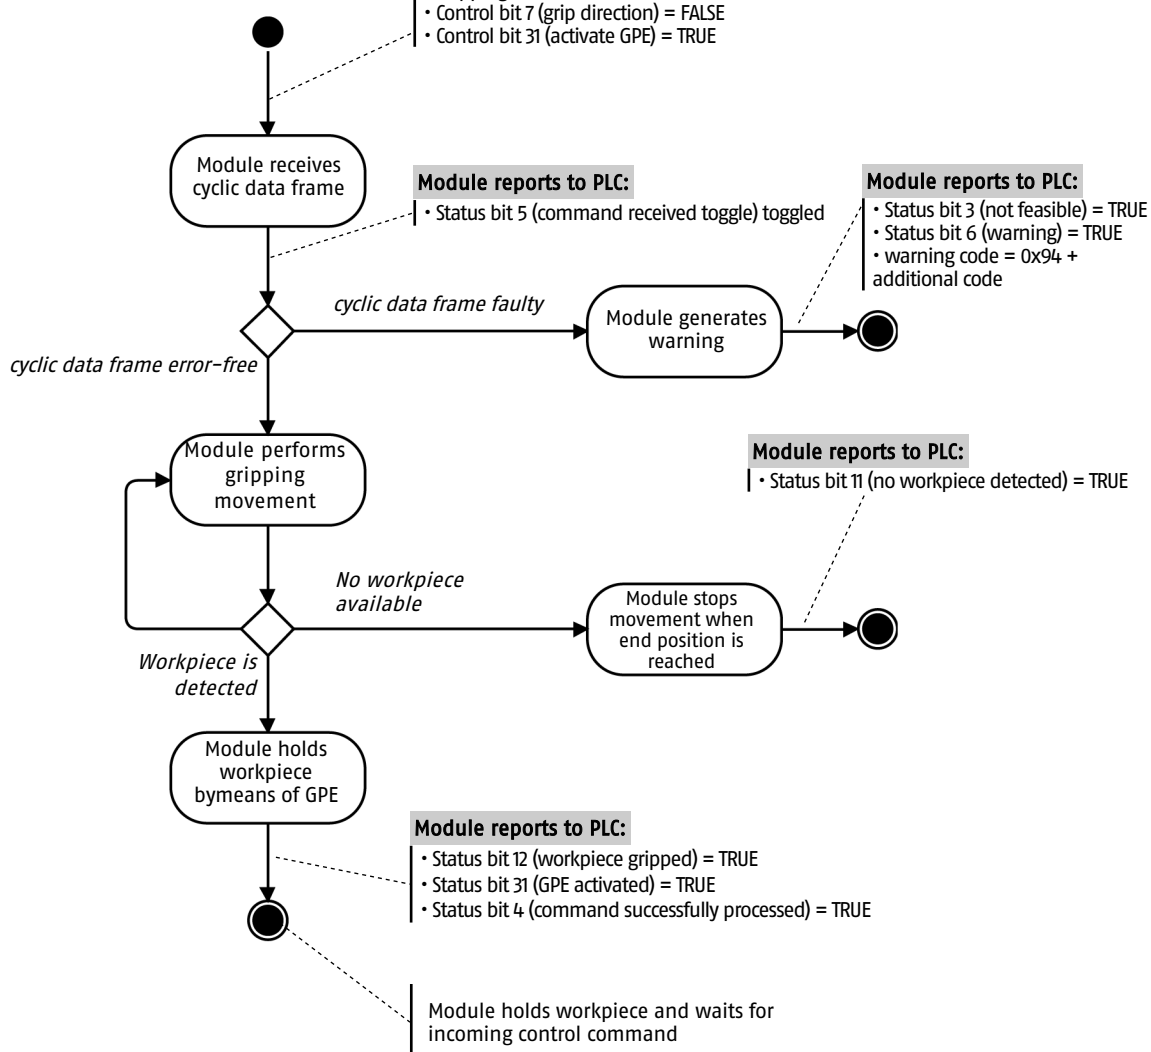 • Control bit 7 (grip direction) = FALSE
• Control bit 31 (activate GPE) = TRUE
Module receives
cyclic data frame
Module reports to PLC:
• Status bit 5 (command received toggle) toggled
Module reports to PLC:
• Status bit 3 (not feasible) = TRUE
• Status bit 6 (warning) = TRUE
• warning code = 0x94 +
additional code
cyclic data frame faulty
Module generates
warning
cyclic data frame error-free
Module performs
gripping
movement
Module reports to PLC:
• Status bit 11 (no workpiece detected) = TRUE
No workpiece
available
Module stops
movement when
end position is
reached
Workpiece is
detected
Module holds
workpiece
bymeans of GPE
Module reports to PLC:
• Status bit 12 (workpiece gripped) = TRUE
• Status bit 31 (GPE activated) = TRUE
• Status bit 4 (command successfully processed) = TRUE
Module holds workpiece and waits for
incoming control command